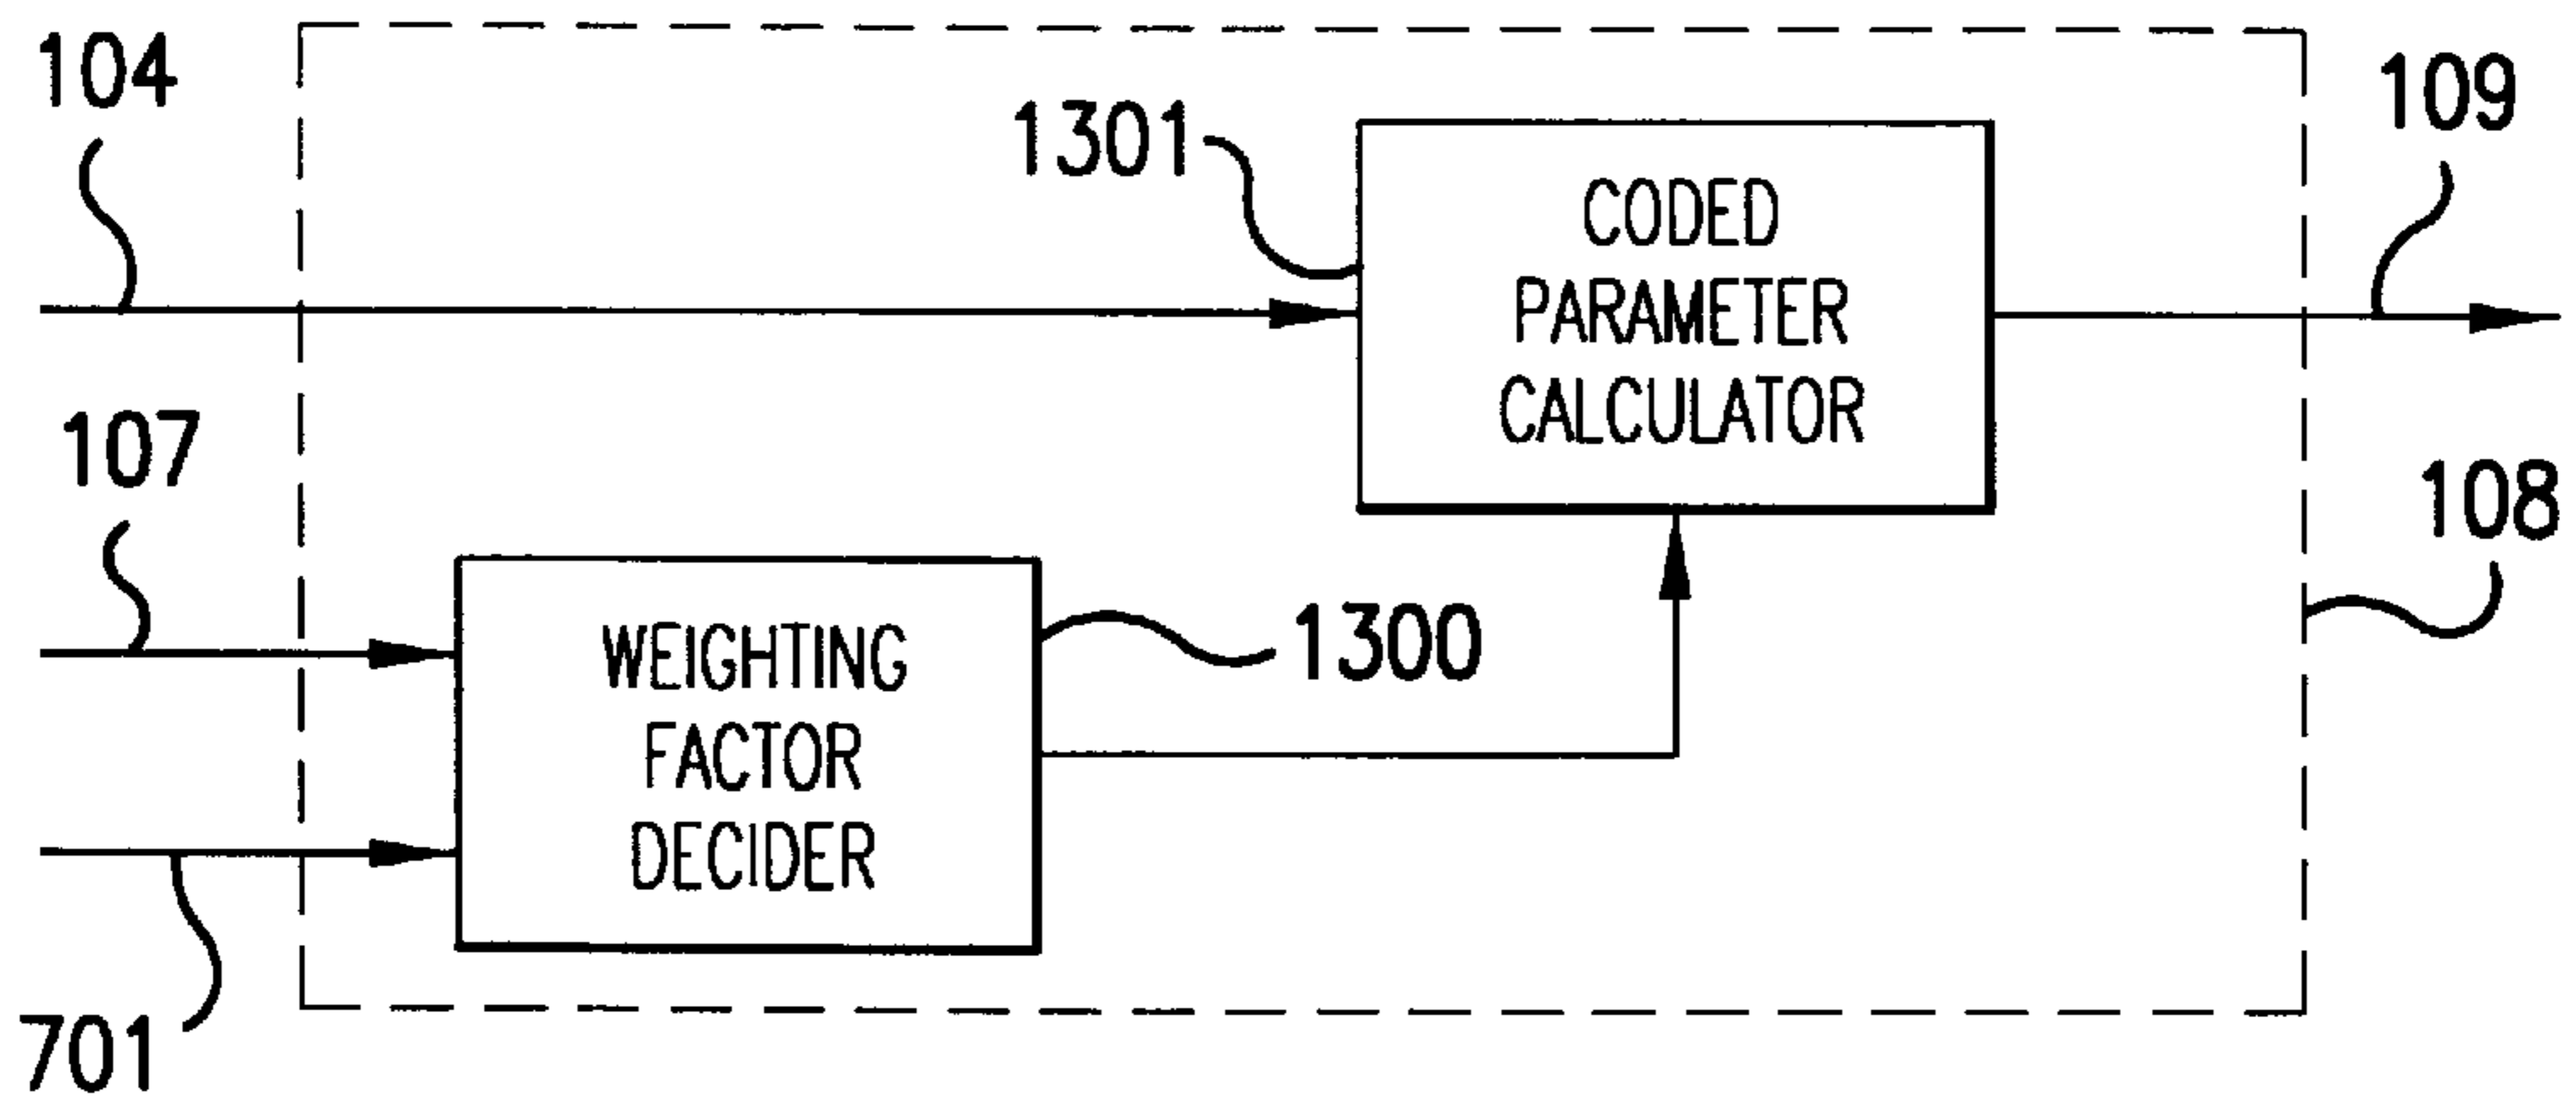 104
1301
109
CODED
PARAMETER
CALCULATOR
107
108
1300
WEIGHTING
FACTOR
DECIDER
701